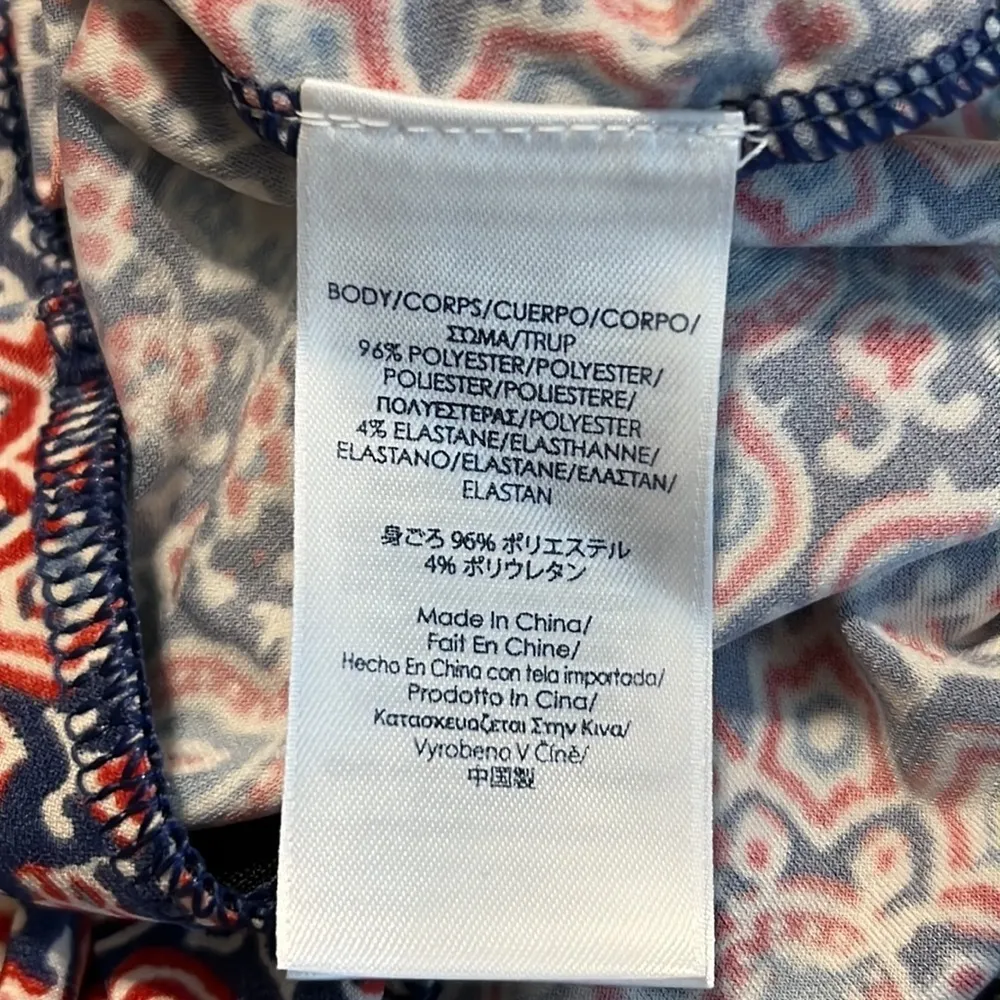 BODY/CORPS/CUERPO/CORPO/
ΣΩΜΑ/TRUP
96% POLYESTER/POLYESTER/
POLIESTER/POLIESTERE/
ΠΟΛΥΕΣΤΕΡΑΣ/POLYESTER
4% ELASTANE/ELASTHANNE/
ELASTANO/ELASTANE/ΕΛΑΣΤΑΝ/
ELASTAN
身ごろ 96% ポリエステル
4% ポリウレタン
Made In China/
Fait En Chine/
Hecho En China con tela importada/
Prodotto In Cina/
Κατασκευαζεται Στην Κινα/
Vyrobeno V Číně/
中国製